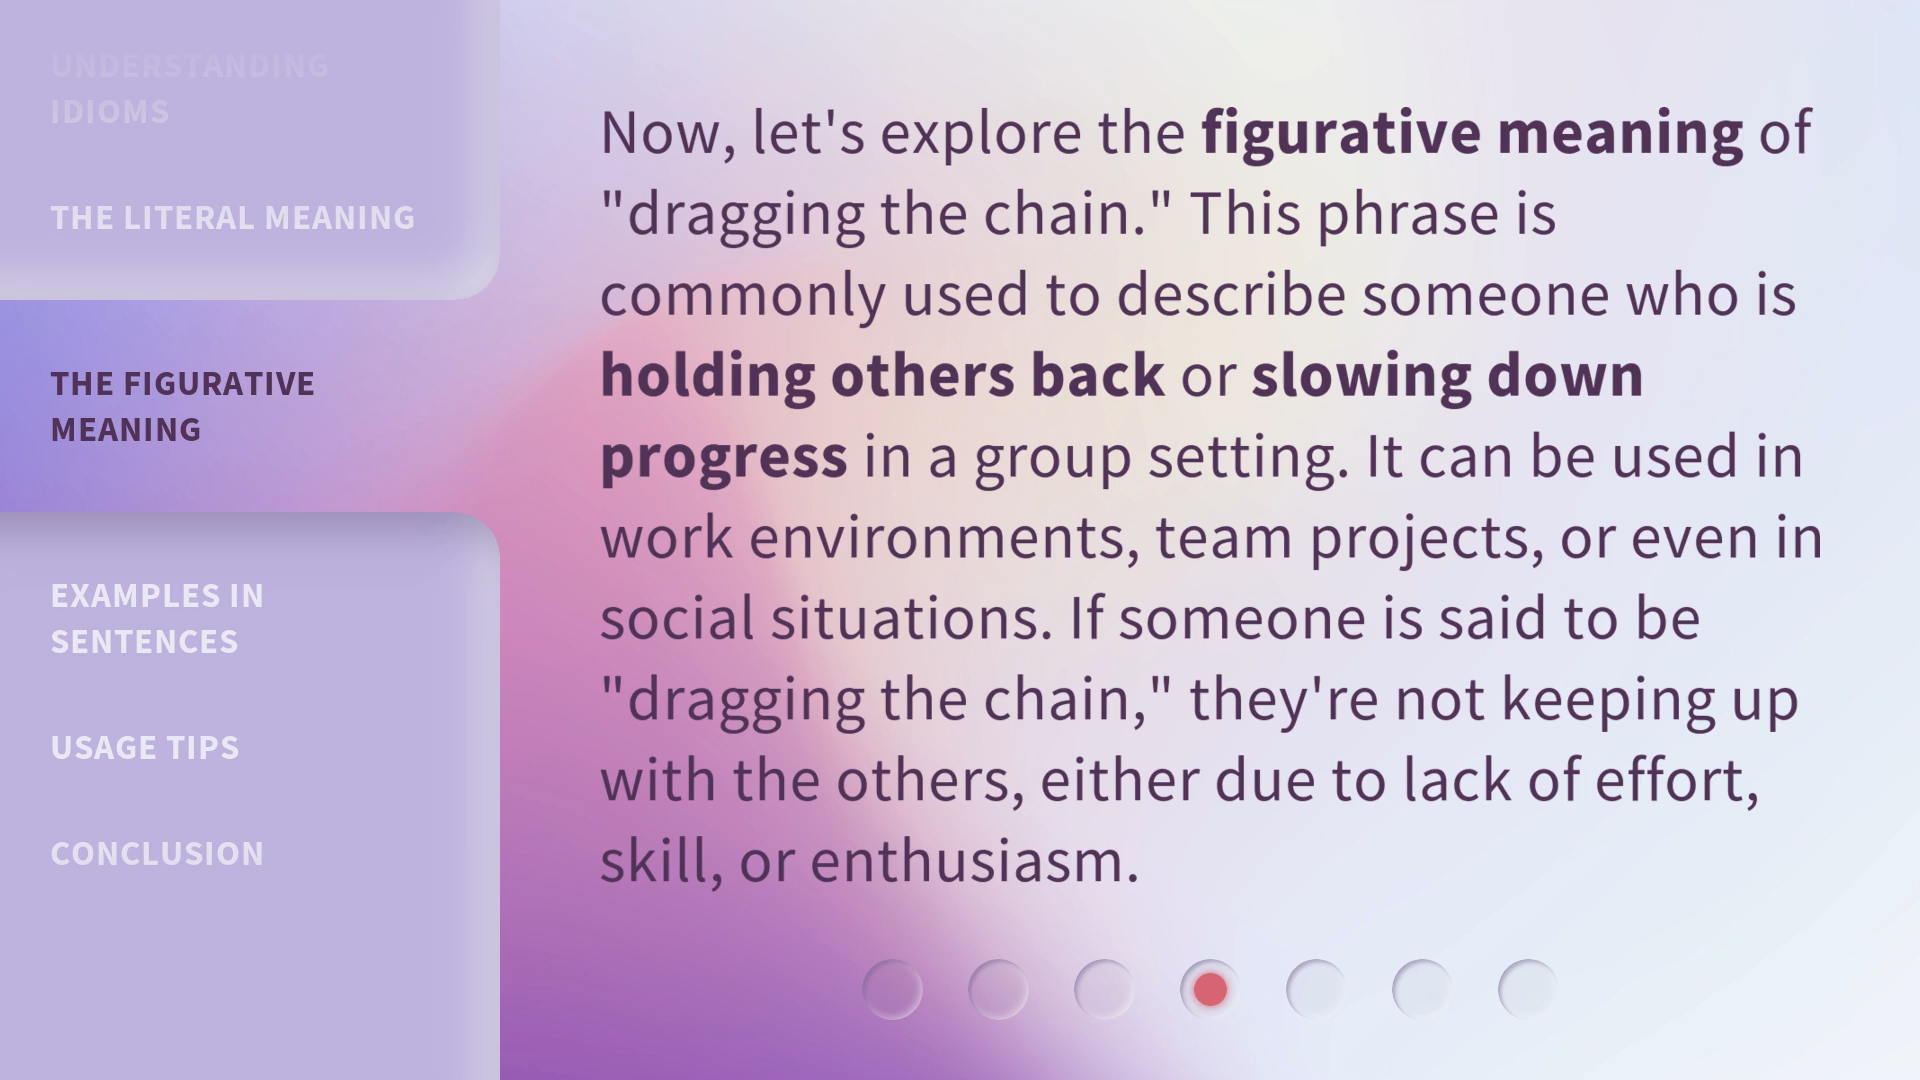 UNDERSTANDING
IDIOMS
THE LITERAL MEANING
THE FIGURATIVE
MEANING
EXAMPLES IN
SENTENCES
USAGE TIPS
CONCLUSION
Now, let's explore the figurative meaning of
"dragging the chain." This phrase is
commonly used to describe someone who is
holding others back or slowing down
progress in a group setting. It can be used in
work environments, team projects, or even in
social situations. If someone is said to be
"dragging the chain," they're not keeping up
with the others, either due to lack of effort,
skill, or enthusiasm.